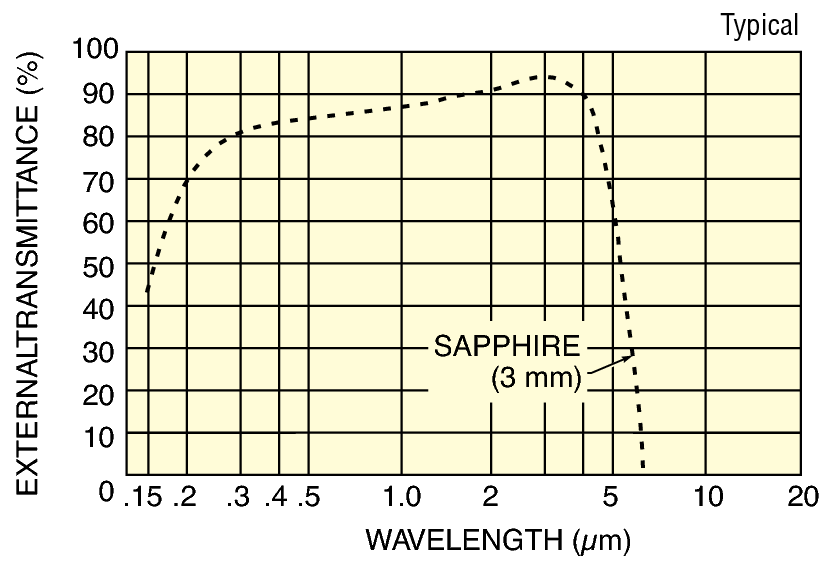 Typical
EXTERNALTRANSMITTANCE (%)
100
90
80
70
60
50
40
30
20
10
0
SAPPHIRE
(3 mm)
.15 .2 .3 .4 .5 1.0 2 5 10 20
WAVELENGTH (µm)